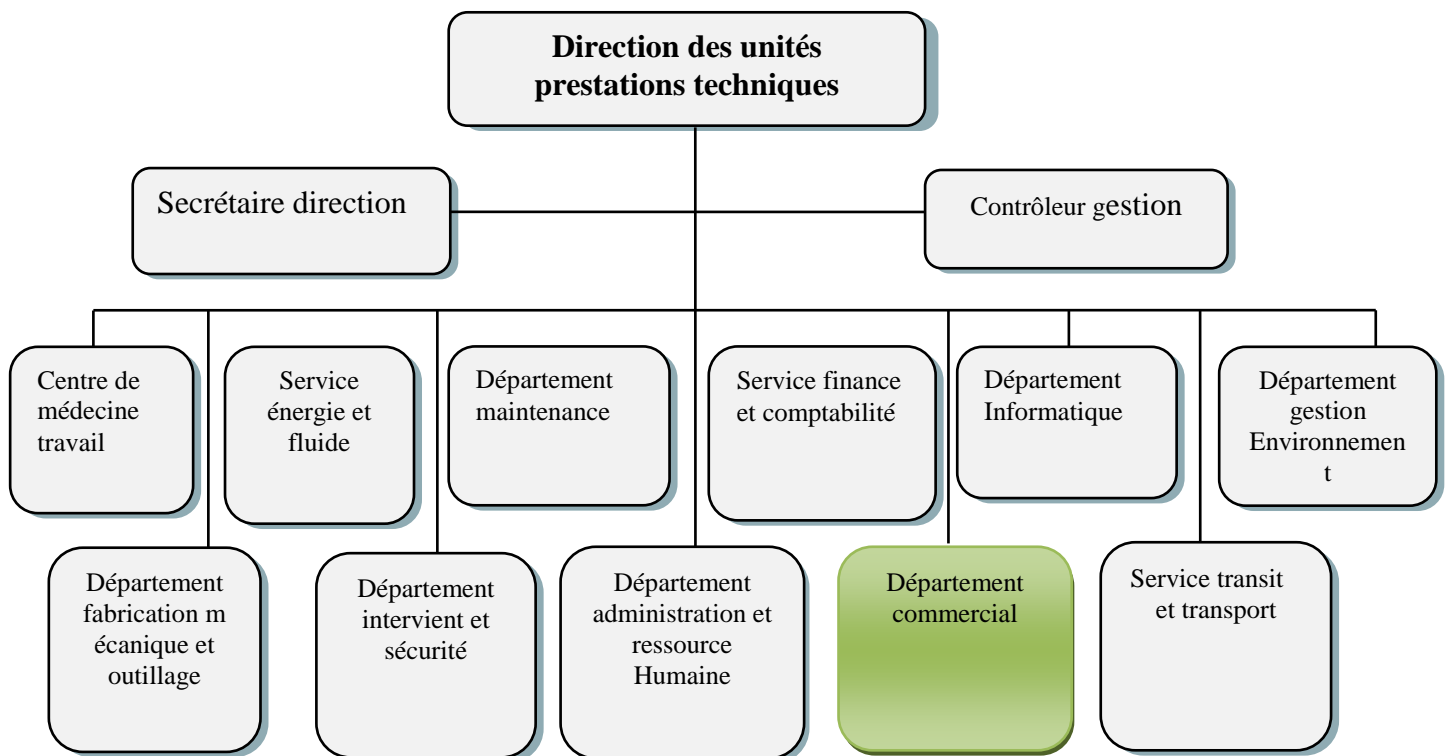 Direction des unités
prestations techniques
Secrétaire direction
Contrôleur gestion
Centre de
médecine
travail
Service
énergie et
fluide
Département
maintenance
Service finance
et comptabilité
Département
Informatique
Département
gestion
Environnemen
t
Département
fabrication m
écanique et
outillage
Département
intervient et
sécurité
Département
administration et
ressource
Humaine
Département
commercial
Service transit
et transport